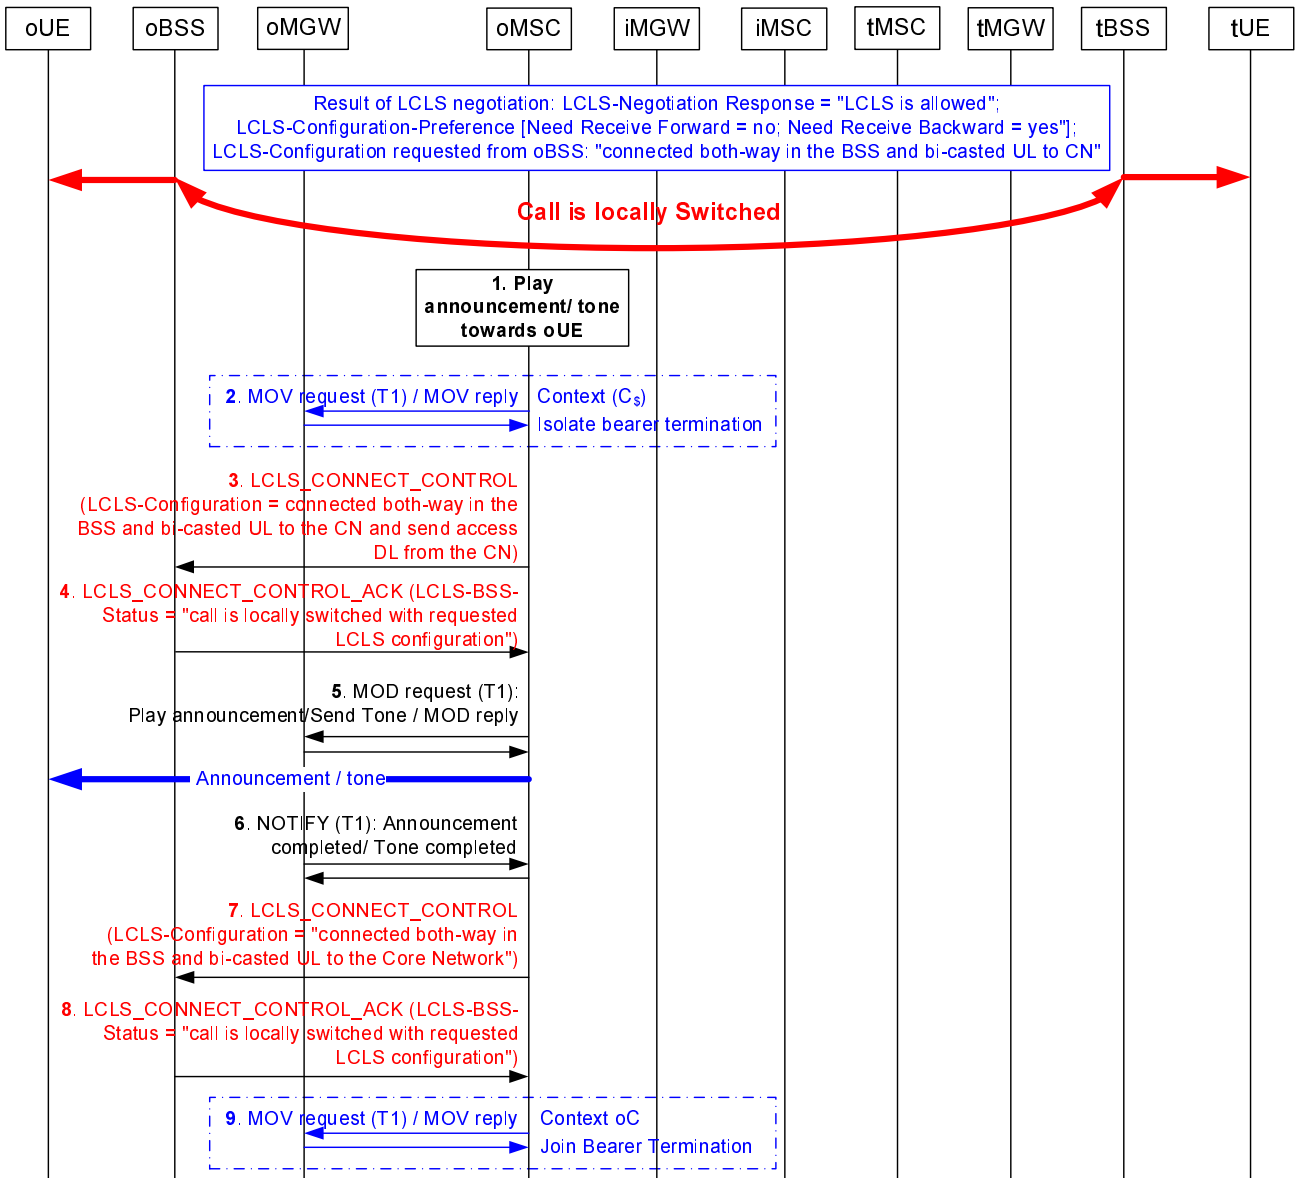 oUE oBSS oMGW oMSC iMGW iMSC tMSC tMGW tBSS tUE
Result of LCLS negotiation: LCLS-Negotiation Response = "LCLS is allowed";
LCLS-Configuration-Preference [Need Receive Forward = no; Need Receive Backward = yes"];
LCLS-Configuration requested from oBSS: "connected both-way in the BSS and bi-casted UL to CN"
Call is locally Switched
1. Play
announcement/ tone
towards oUE
2. MOV request (T1) / MOV reply Context (C$)
Isolate bearer termination
3. LCLS_CONNECT_CONTROL
(LCLS-Configuration = connected both-way in the
BSS and bi-casted UL to the CN and send access
DL from the CN)
4. LCLS_CONNECT_CONTROL_ACK (LCLS-BSS-
Status = "call is locally switched with requested
LCLS configuration")
5. MOD request (T1):
Play announcement/Send Tone / MOD reply
Announcement / tone
6. NOTIFY (T1): Announcement
completed/ Tone completed
7. LCLS_CONNECT_CONTROL
(LCLS-Configuration = "connected both-way in
the BSS and bi-casted UL to the Core Network")
8. LCLS_CONNECT_CONTROL_ACK (LCLS-BSS-
Status = "call is locally switched with requested
LCLS configuration")
9. MOV request (T1) / MOV reply Context oC
Join Bearer Termination